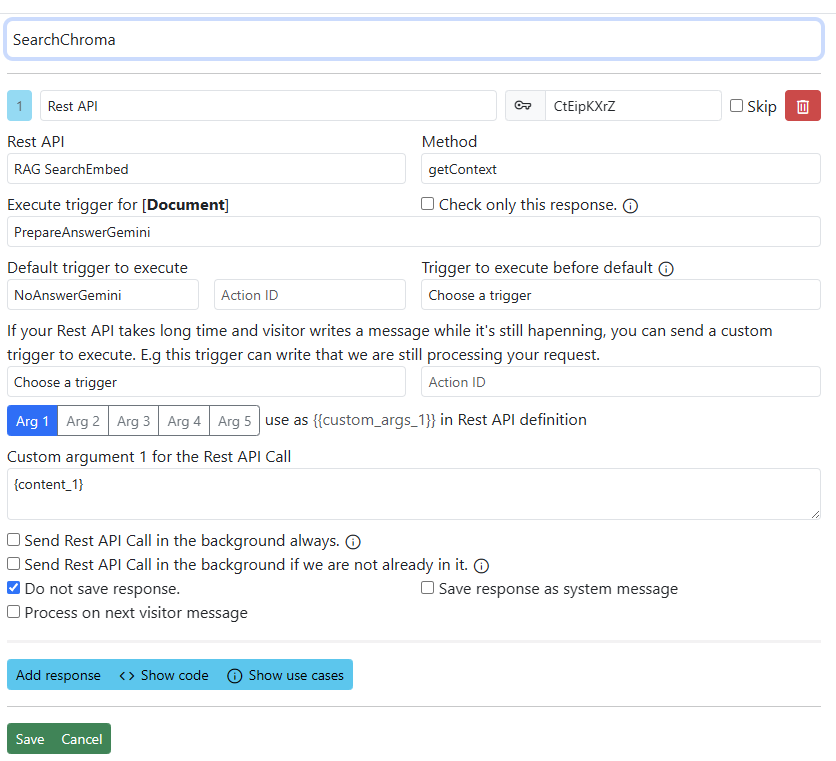 SearchChroma
1 Rest API CtEipKXrZ Skip
Rest API Method
RAG SearchEmbed getContext
Execute trigger for [Document] Check only this response.
PrepareAnswerGemini
Default trigger to execute Trigger to execute before default
NoAnswerGemini Action ID Choose a trigger
If your Rest API takes long time and visitor writes a message while it's still hapenning, you can send a custom
trigger to execute. E.g this trigger can write that we are still processing your request.
Choose a trigger Action ID
Arg 1 Arg 2 Arg 3 Arg 4 Arg 5 use as {{custom_args_1}} in Rest API definition
Custom argument 1 for the Rest API Call
{content_1}
Send Rest API Call in the background always.
Send Rest API Call in the background if we are not already in it.
Do not save response. Save response as system message
Process on next visitor message
Add response <> Show code Show use cases
Save Cancel